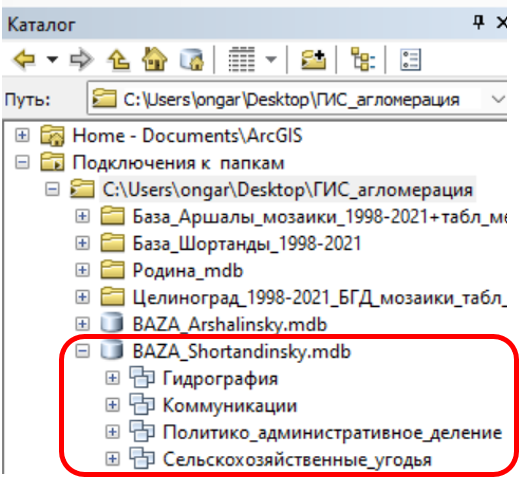 Каталог
Путь: C:\Users\ongar\Desktop\ГИС_агломерация
Home - Documents\ArcGIS
Подключения к папкам
C:\Users\ongar\Desktop\ГИС_агломерация
База_Аршалы_мозаики_1998-2021+табл_ме
База_Шортанды_1998-2021
Родина_mdb
Целиноград_1998-2021_БГД_мозаики_табл_
BAZA_Arshalinsky.mdb
BAZA_Shortandinsky.mdb
Гидрография
Коммуникации
Политико_административное_деление
Сельскохозяйственные_угодья